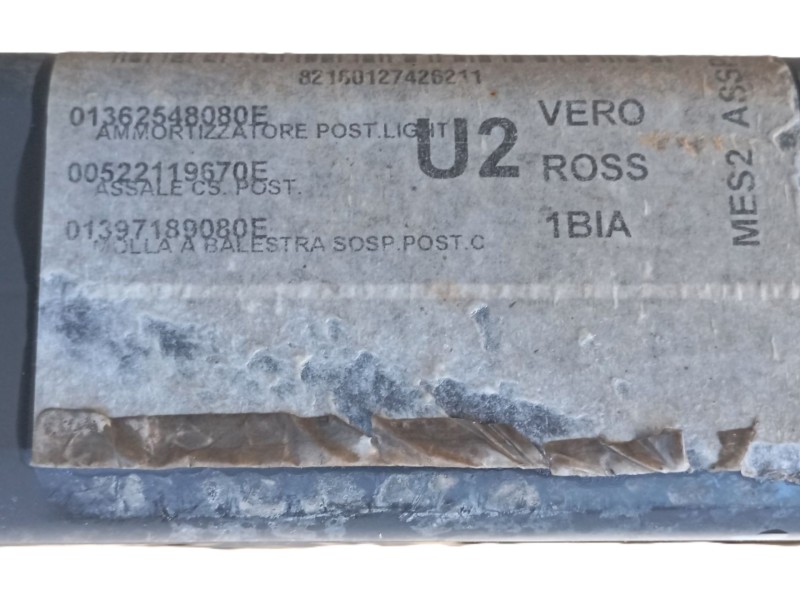 82160127426211
01362548080E
AMMORTIZZATORE POST.LIGHT
00522119670E
ASSALE CS. POST.
01397189080E
MOLLA A BALESTRA SOSP.POST.C
U2
VERO
ROSS
1BIA
MES2 ASSP